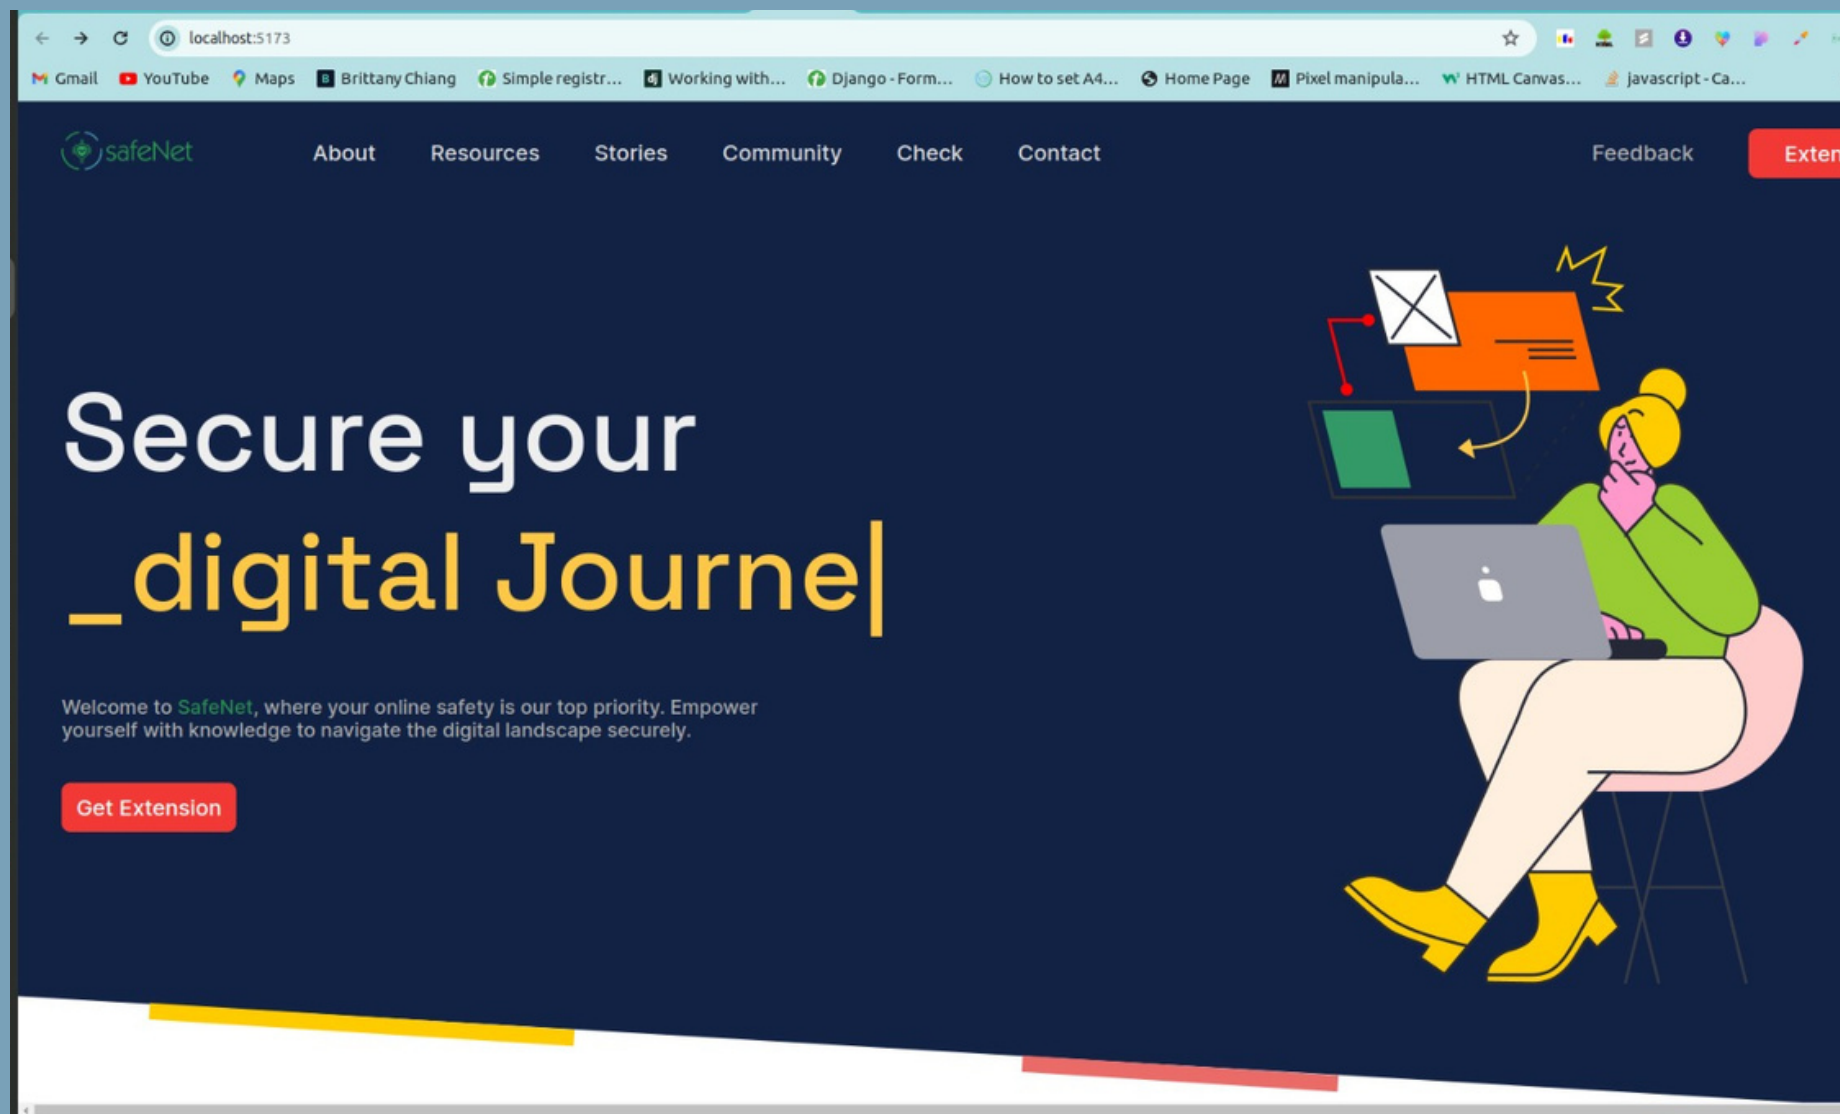 localhost:5173
Gmail YouTube Maps Brittany Chiang Simple registr... Working with... Django - Form... How to set A4... Home Page Pixel manipula... HTML Canvas... javascript - Ca...
safeNet About Resources Stories Community Check Contact Feedback Exten
Secure your
_digital Journe|
Welcome to SafeNet, where your online safety is our top priority. Empower
yourself with knowledge to navigate the digital landscape securely.
Get Extension